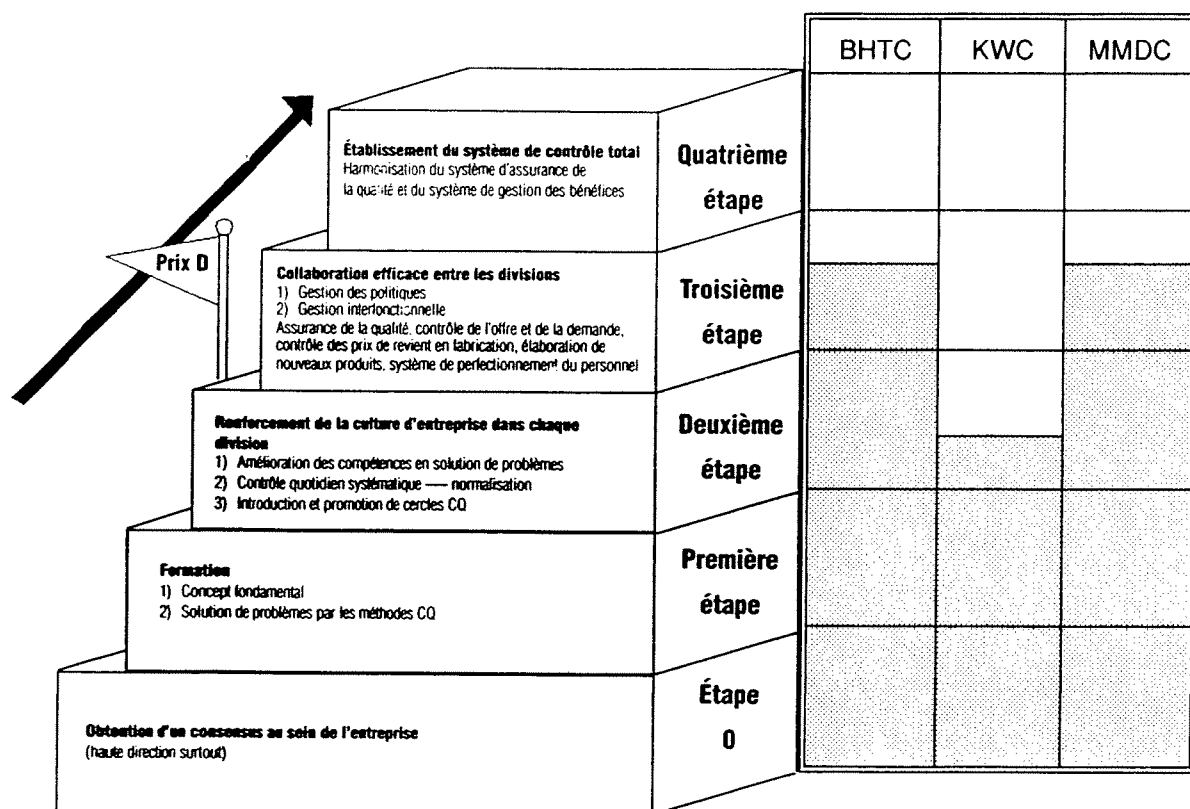 BHTC KWC MMDC
Établissement du système de contrôle total
Harmonisation du système d'assurance de
la qualité et du système de gestion des bénéfices
Quatrième
étape
Prix D
Collaboration efficace entre les divisions
1) Gestion des politiques
2) Gestion interfonctionnelle
Assurance de la qualité, contrôle de l'offre et de la demande,
contrôle des prix de revient en fabrication, élaboration de
nouveaux produits, système de perfectionnement du personnel
Troisième
étape
Renforcement de la culture d'entreprise dans chaque
division
1) Amélioration des compétences en solution de problèmes
2) Contrôle quotidien systématique — normalisation
3) Introduction et promotion de cercles CQ
Deuxième
étape
Formation
1) Concept fondamental
2) Solution de problèmes par les méthodes CQ
Première
étape
Obtention d'un consensus au sein de l'entreprise
(haute direction surtout)
Étape
0